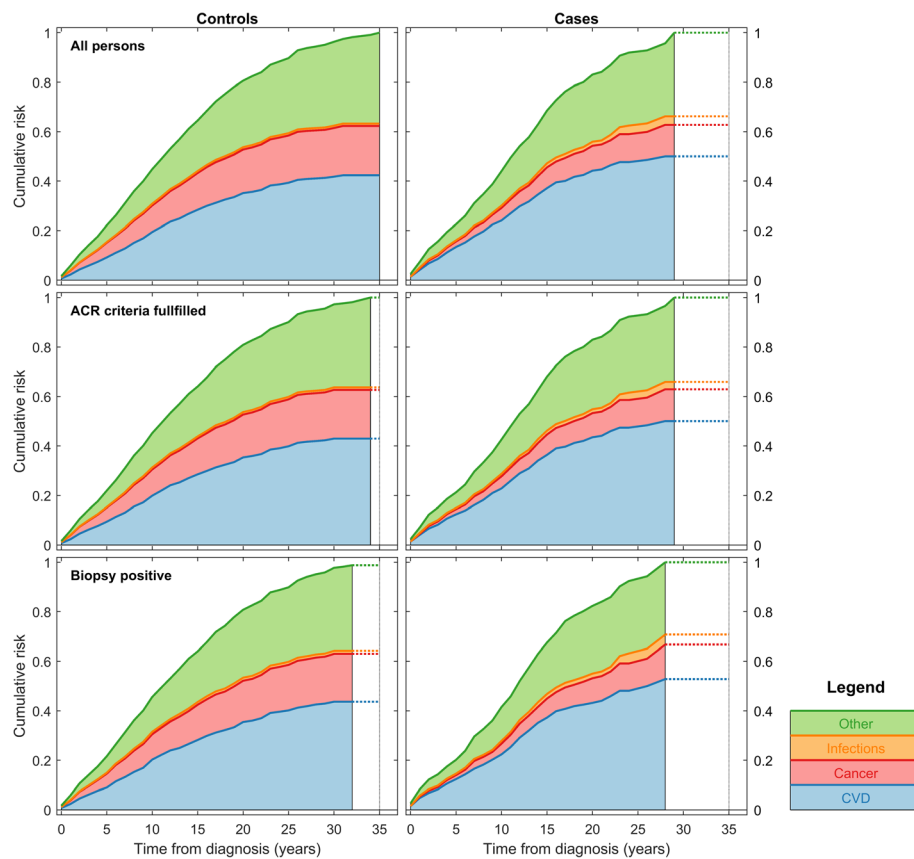 Controls
Cases
All persons
Cumulative risk
1
0.8
0.6
0.4
0.2
0
1
0.8
0.6
0.4
0.2
0
ACR criteria fullfilled
Cumulative risk
1
0.8
0.6
0.4
0.2
0
1
0.8
0.6
0.4
0.2
0
Biopsy positive
Cumulative risk
1
0.8
0.6
0.4
0.2
0
1
0.8
0.6
0.4
0.2
0
0 5 10 15 20 25 30 35
0 5 10 15 20 25 30 35
Time from diagnosis (years)
Time from diagnosis (years)
Legend
Other
Infections
Cancer
CVD